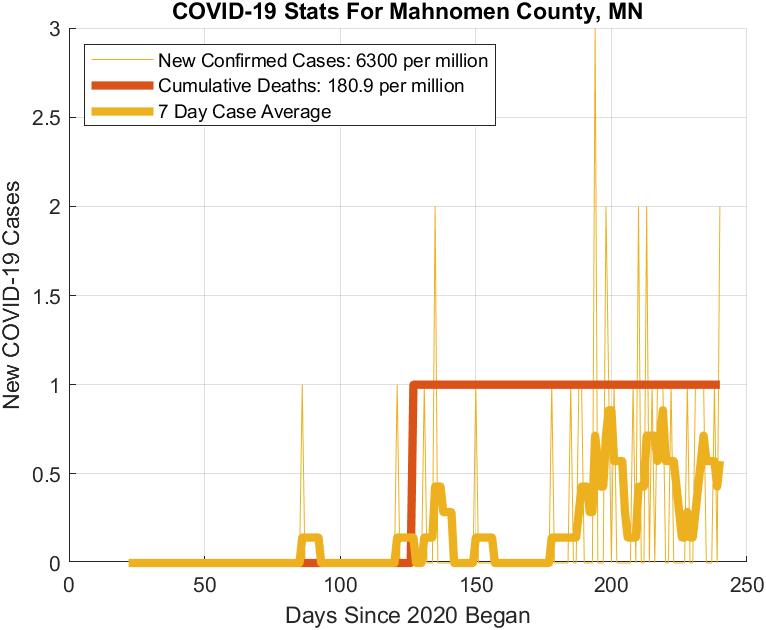 COVID-19 Stats For Mahnomen County, MN
3
New Confirmed Cases: 6300 per million
Cumulative Deaths: 180.9 per million
7 Day Case Average
2.5
2
1.5
1
0.5
0
New COVID-19 Cases
0 50 100 150 200 250
Days Since 2020 Began